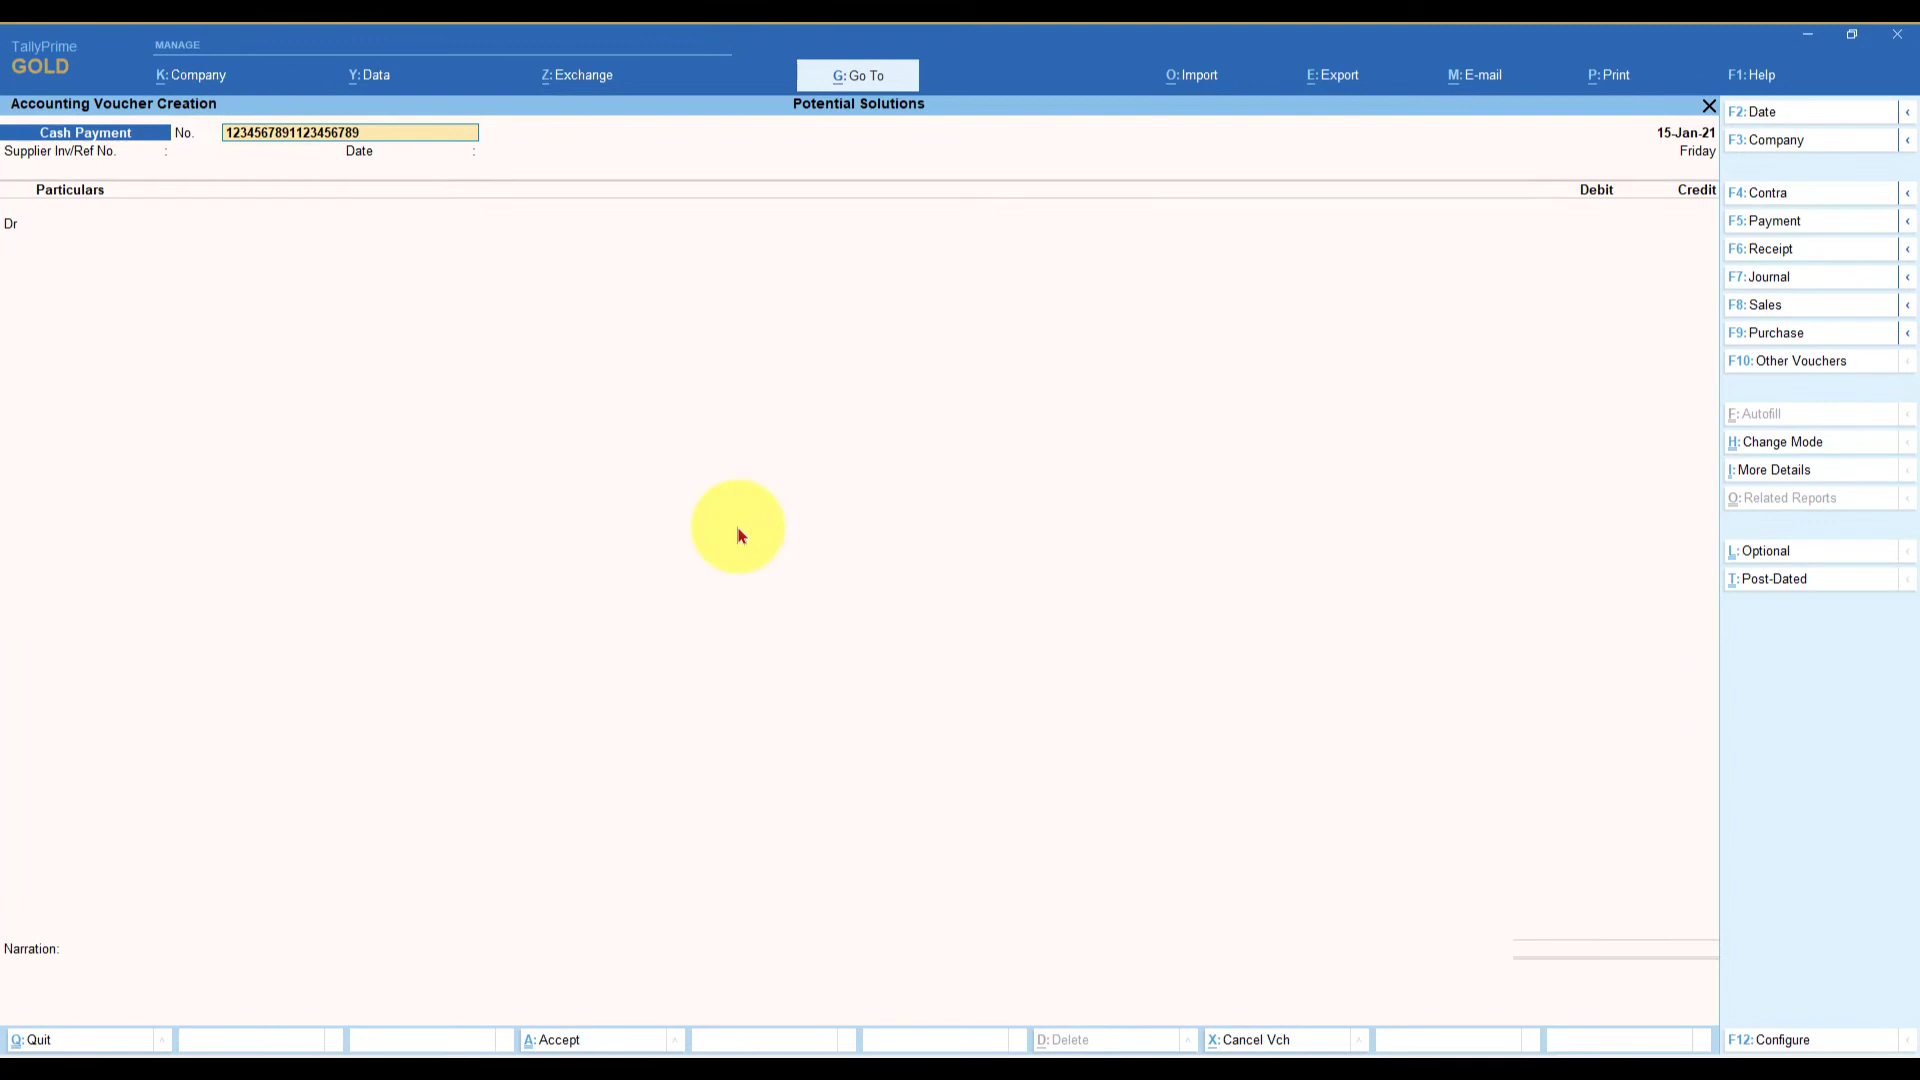 TallyPrime
GOLD
MANAGE
K: Company
Y: Data
Z: Exchange
G: Go To
O: Import
E: Export
M: E-mail
P: Print
F1: Help
Accounting Voucher Creation
Potential Solutions
Cash Payment No. 1234567891123456789
15-Jan-21
Supplier Inv/Ref No. : Date :
Friday
Particulars
Debit
Credit
Dr
Narration:
F2: Date
F3: Company
F4: Contra
F5: Payment
F6: Receipt
F7: Journal
F8: Sales
F9: Purchase
F10: Other Vouchers
F: Autofill
H: Change Mode
I: More Details
O: Related Reports
L: Optional
T: Post-Dated
Q: Quit
A: Accept
D: Delete
X: Cancel Vch
F12: Configure